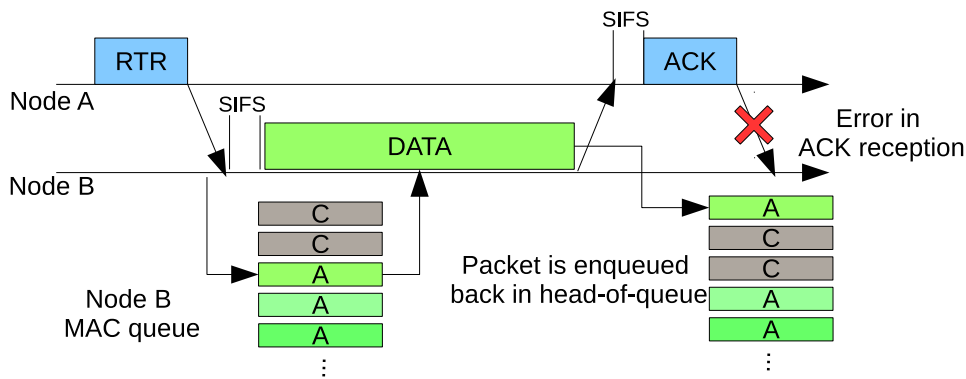 SIFS
RTR
ACK
Node A
SIFS
Error in
ACK reception
DATA
Node B
C
C
A
A
A
...
Node B
MAC queue
Packet is enqueued
back in head-of-queue
A
C
C
A
A
...